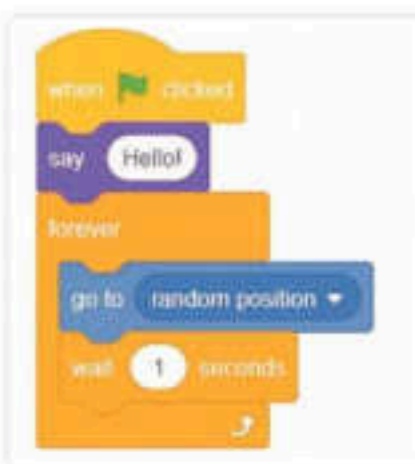 when clicked
say Hello!
forever
go to random position
wait 1 seconds